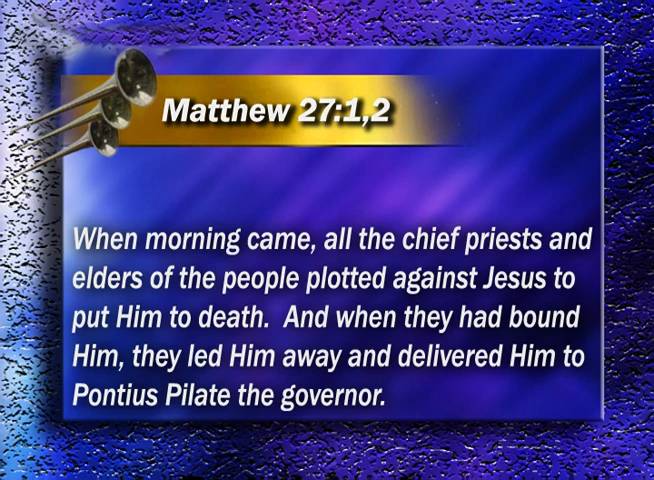 Matthew 27:1,2
When morning came, all the chief priests and
elders of the people plotted against Jesus to
put Him to death.  And when they had bound
Him, they led Him away and delivered Him to
Pontius Pilate the governor.